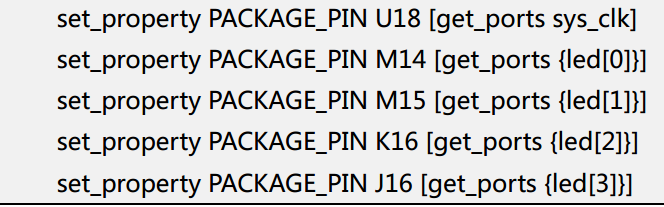 set_property PACKAGE_PIN U18 [get_ports sys_clk]
set_property PACKAGE_PIN M14 [get_ports {led[0]}]
set_property PACKAGE_PIN M15 [get_ports {led[1]}]
set_property PACKAGE_PIN K16 [get_ports {led[2]}]
set_property PACKAGE_PIN J16 [get_ports {led[3]}]